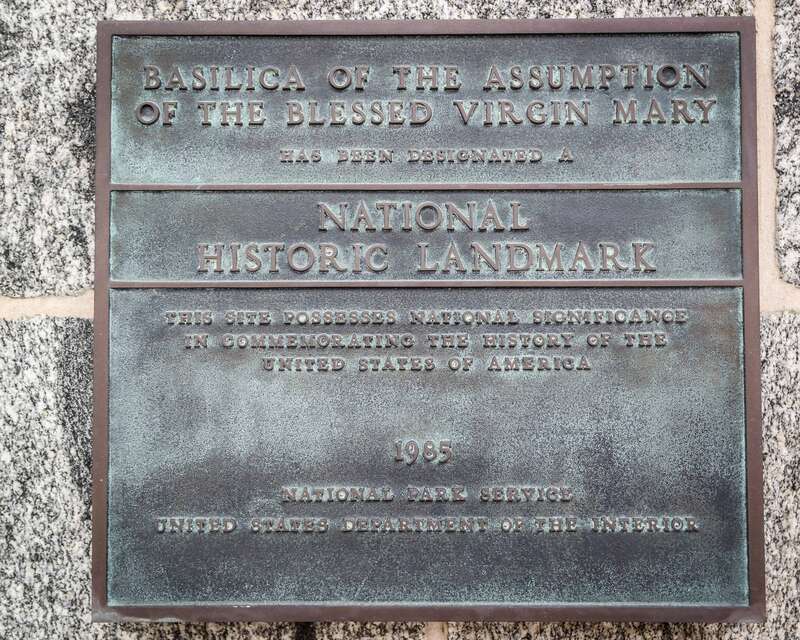 BASILICA OF THE ASSUMPTION
OF THE BLESSED VIRGIN MARY
HAS BEEN DESIGNATED A
NATIONAL
HISTORIC LANDMARK
THIS SITE POSSESSES NATIONAL SIGNIFICANCE
IN COMMEMORATING THE HISTORY OF THE
UNITED STATES OF AMERICA
1985
NATIONAL PARK SERVICE
UNITED STATES DEPARTMENT OF THE INTERIOR